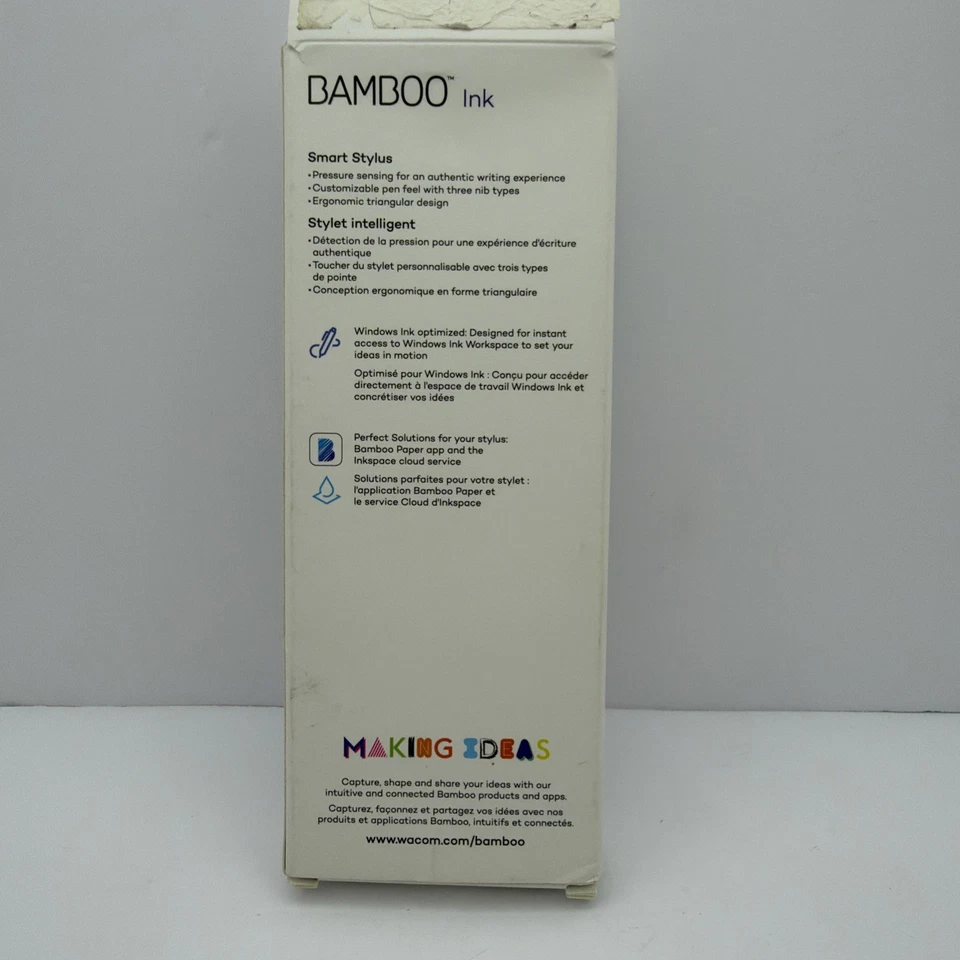 BAMBOO™ Ink
Smart Stylus
•Pressure sensing for an authentic writing experience
•Customizable pen feel with three nib types
•Ergonomic triangular design
Stylet intelligent
•Détection de la pression pour une expérience d'écriture
authentique
•Toucher du stylet personnalisable avec trois types
de pointe
•Conception ergonomique en forme triangulaire
Windows Ink optimized: Designed for instant
access to Windows Ink Workspace to set your
ideas in motion
Optimisé pour Windows Ink : Conçu pour accéder
directement à l'espace de travail Windows Ink et
concrétiser vos idées
B
Perfect Solutions for your stylus:
Bamboo Paper app and the
Inkspace cloud service
Solutions parfaites pour votre stylet :
l'application Bamboo Paper et
le service Cloud d'Inkspace
MAKING IDEAS
Capture, shape and share your ideas with our
intuitive and connected Bamboo products and apps.
Capturez, façonnez et partagez vos idées avec nos
produits et applications Bamboo, intuitifs et connectés.
www.wacom.com/bamboo